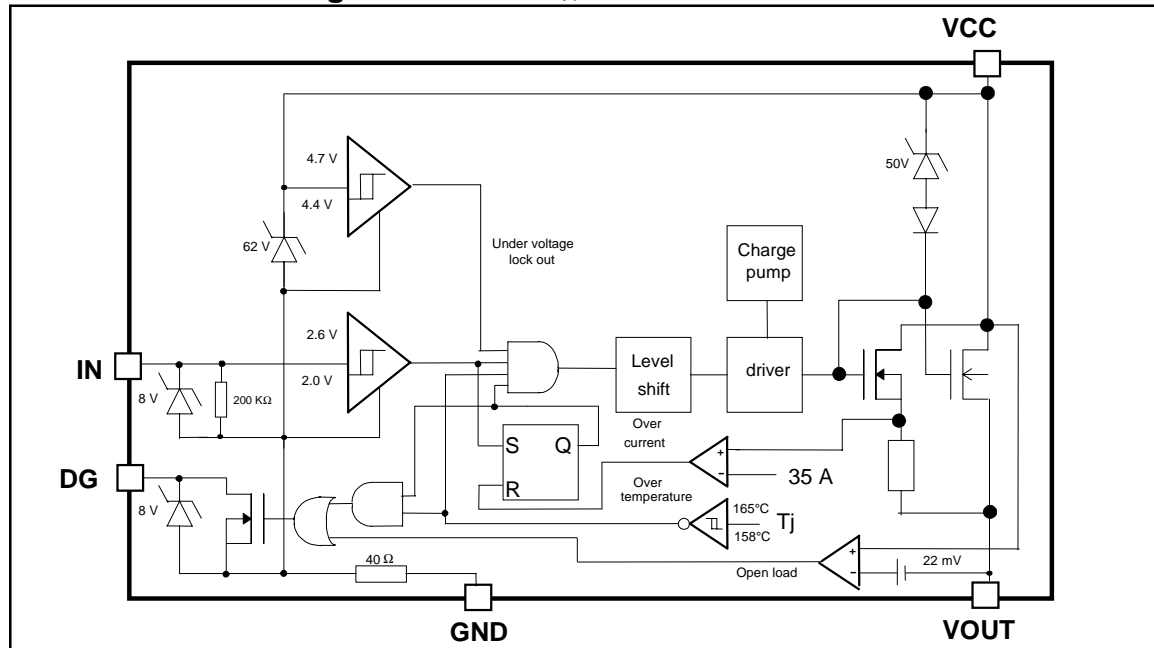 VCC
4.7 V
4.4 V
62 V
50V
Under voltage
lock out
Charge
pump
2.6 V
2.0 V
IN
8 V
200 KΩ
Level
shift
driver
Over
current
S Q
R
35 A
DG
8 V
Over
temperature
165°C
158°C
Tj
40 Ω
Open load
22 mV
+
-
+
-
GND
VOUT